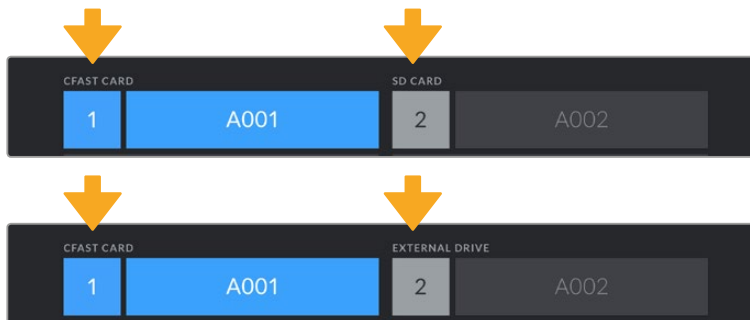 CFAST CARD SD CARD
1 A001 2 A002
CFAST CARD EXTERNAL DRIVE
1 A001 2 A002